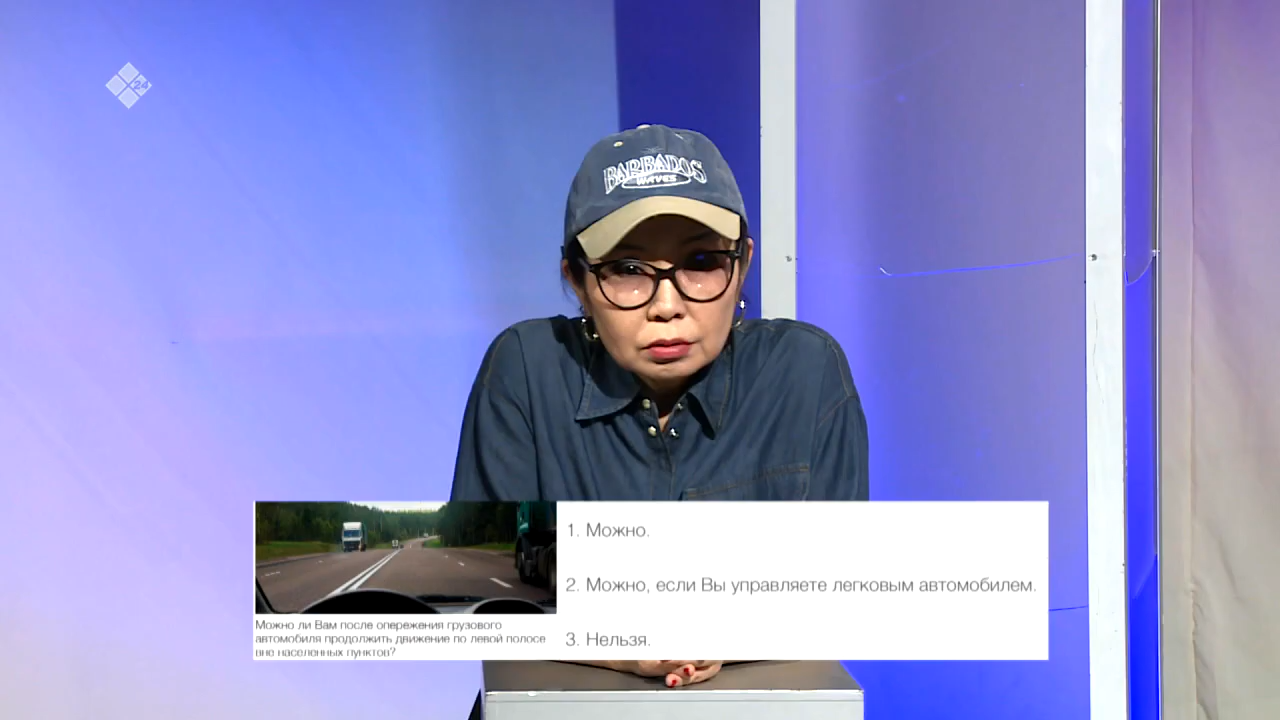 24
BARBADOS
WAVES
1. Можно.
2. Можно, если Вы управляете легковым автомобилем.
3. Нельзя.
Можно ли Вам после опережения грузового
автомобиля продолжить движение по левой полосе
вне населенных пунктов?